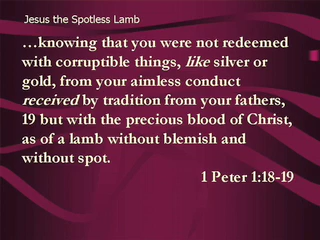 Jesus the Spotless Lamb
…knowing that you were not redeemed
with corruptible things, like silver or
gold, from your aimless conduct
received by tradition from your fathers,
19 but with the precious blood of Christ,
as of a lamb without blemish and
without spot.
1 Peter 1:18-19